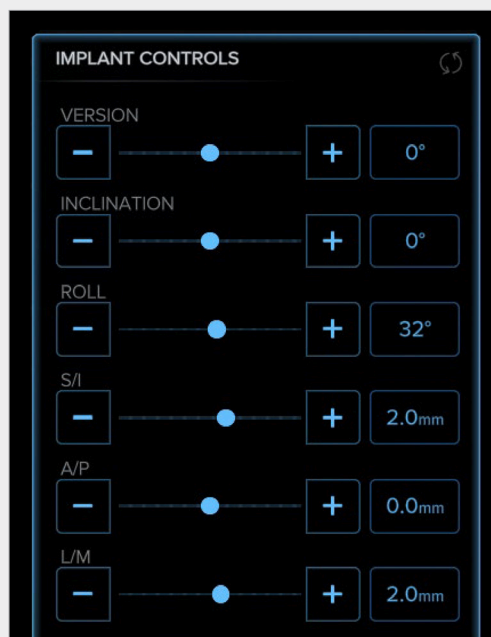 IMPLANT CONTROLS
VERSION
− + 0°
INCLINATION
− + 0°
ROLL
− + 32°
S/I
− + 2.0mm
A/P
− + 0.0mm
L/M
− + 2.0mm